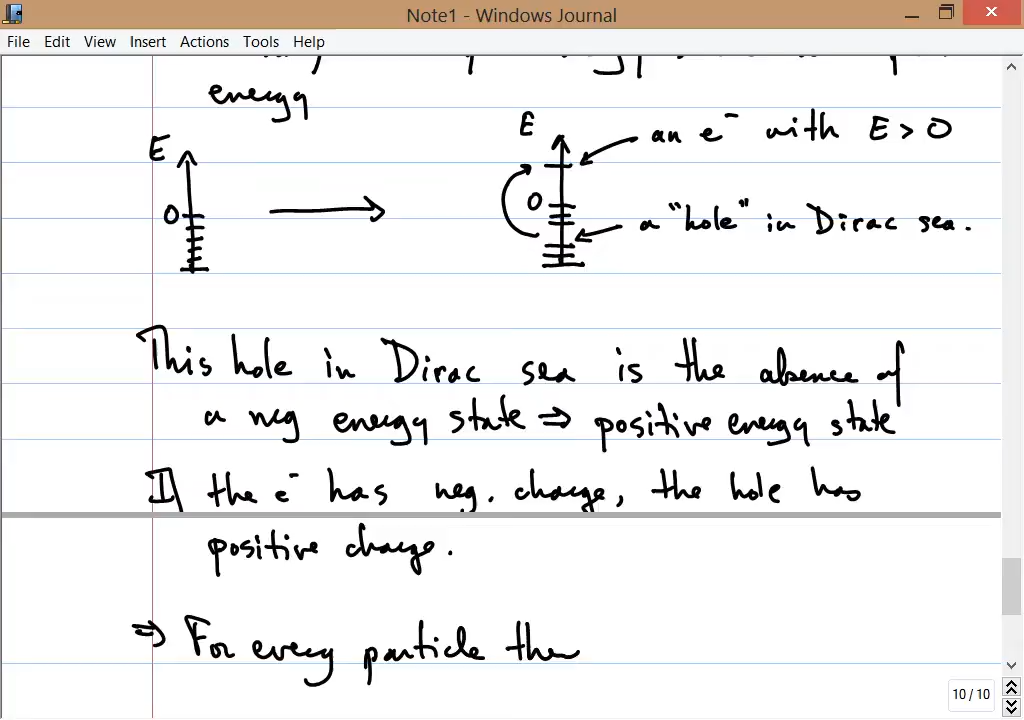 Note1 - Windows Journal
File Edit View Insert Actions Tools Help
energy
E
0
E
0
an e⁻ with E > 0
a "hole" in Dirac sea.
This hole in Dirac sea is the absence of
a neg energy state ⇒ positive energy state
If the e⁻ has neg. charge, the hole has
positive charge.
⇒ For every particle the
10 / 10